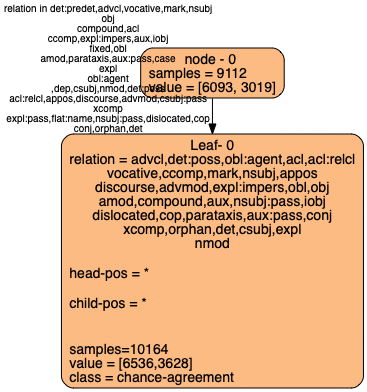 relation in det:predet,advcl,vocative,mark,nsubj
obj
compound,acl
ccomp,expl:impers,aux,iobj
fixed,obl
amod,parataxis,aux:pass,case
expl
obl:agent
,dep,csubj,nmod,det:poss
acl:relcl,appos,discourse,advmod,csubj:pass
xcomp
expl:pass,flat:name,nsubj:pass,dislocated,cop
conj,orphan,det
node - 0
samples = 9112
value = [6093, 3019]
Leaf- 0
relation = advcl,det:poss,obl:agent,acl,acl:relcl
vocative,ccomp,mark,nsubj,appos
discourse,advmod,expl:impers,obl,obj
amod,compound,aux,nsubj:pass,iobj
dislocated,cop,parataxis,aux:pass,conj
xcomp,orphan,det,csubj,expl
nmod
head-pos = *
child-pos = *
samples=10164
value = [6536,3628]
class = chance-agreement